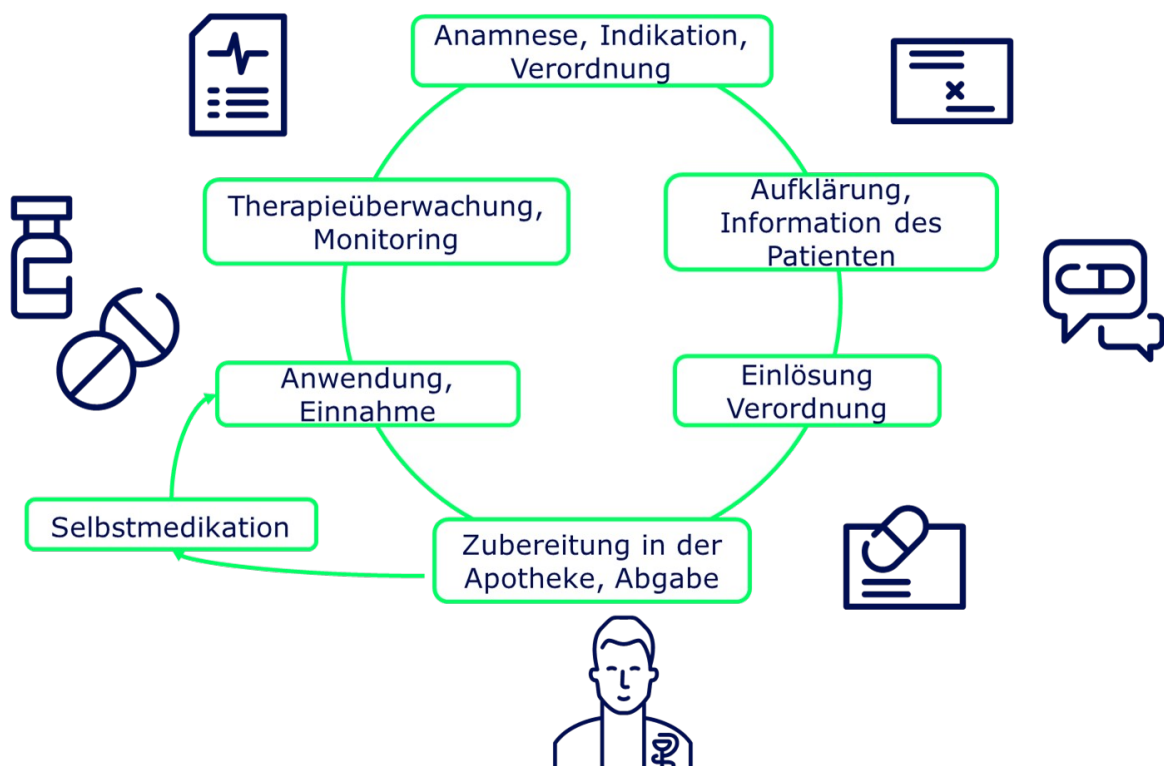 Anamnese, Indikation,
Verordnung
Aufklärung,
Information des
Patienten
Einlösung
Verordnung
Zubereitung in der
Apotheke, Abgabe
Selbstmedikation
Anwendung,
Einnahme
Therapieüberwachung,
Monitoring